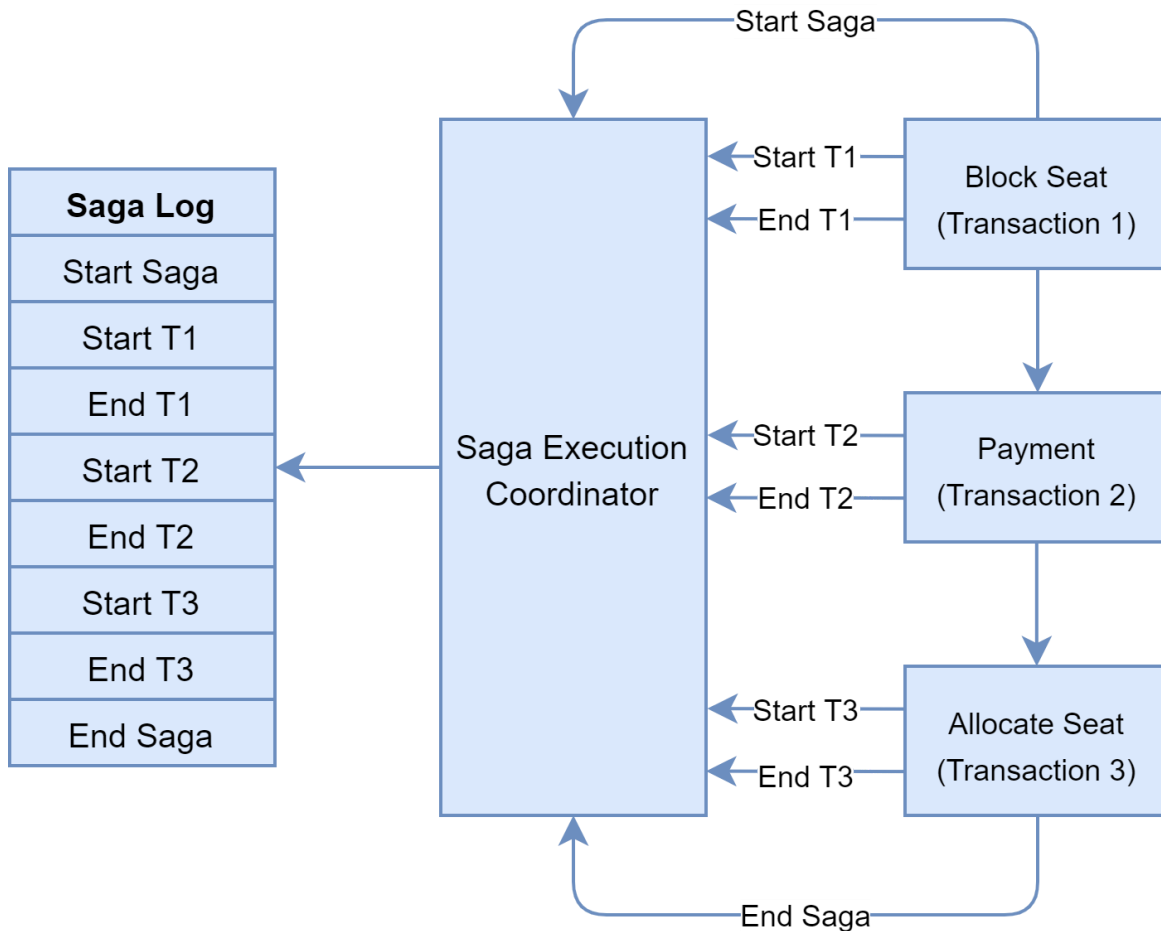 Start Saga
Saga Log
Start Saga
Start T1
End T1
Start T2
End T2
Start T3
End T3
End Saga
Saga Execution
Coordinator
Start T1
End T1
Start T2
End T2
Start T3
End T3
Block Seat
(Transaction 1)
Payment
(Transaction 2)
Allocate Seat
(Transaction 3)
End Saga